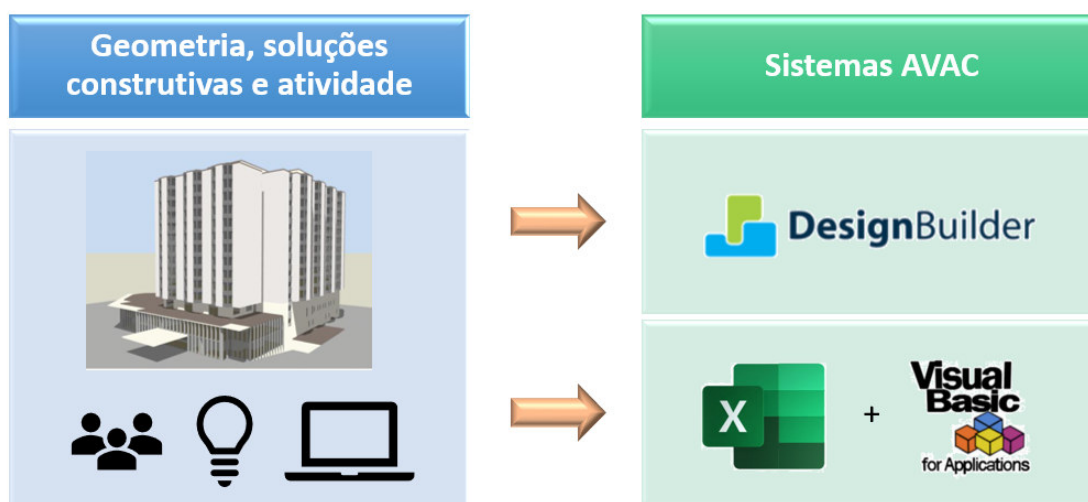 Geometria, soluções
construtivas e atividade
Sistemas AVAC
DesignBuilder
X
+
Visual
Basic
for Applications